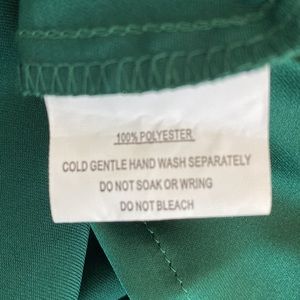 100% POLYESTER
COLD GENTLE HAND WASH SEPARATELY
DO NOT SOAK OR WRING
DO NOT BLEACH